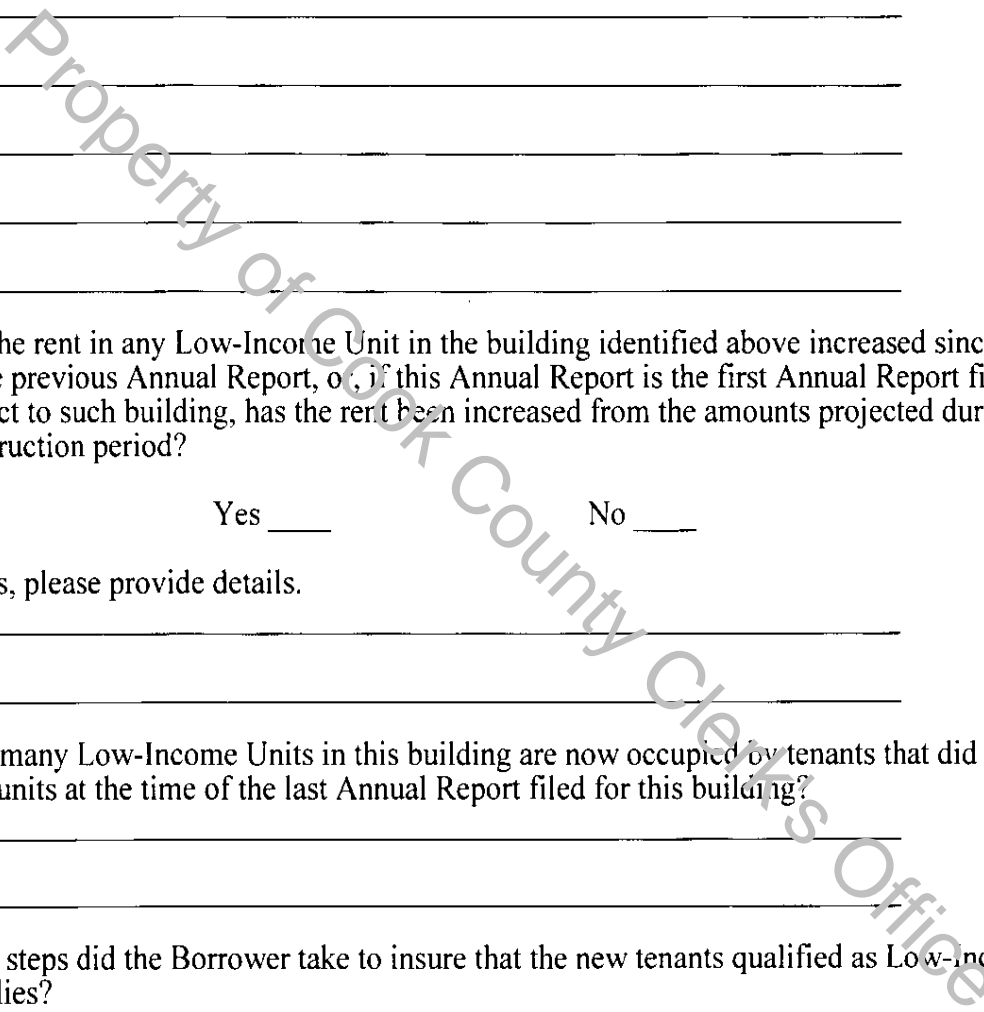 he rent in any Low-Income Unit in the building identified above increased sinc
e previous Annual Report, or, if this Annual Report is the first Annual Report fi
ct to such building, has the rent been increased from the amounts projected dur
ruction period?
Yes ____ No ____
s, please provide details.
many Low-Income Units in this building are now occupied by tenants that did
units at the time of the last Annual Report filed for this building?
steps did the Borrower take to insure that the new tenants qualified as Low-Inc
lies?
Property of Cook County Clerk's Office